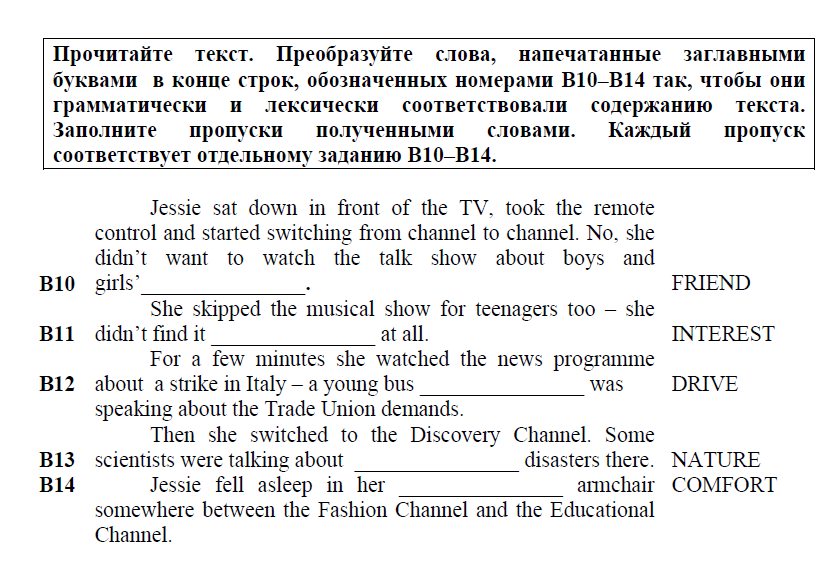 Прочитайте текст. Преобразуйте слова, напечатанные заглавными
буквами в конце строк, обозначенных номерами B10–B14 так, чтобы они
грамматически и лексически соответствовали содержанию текста.
Заполните пропуски полученными словами. Каждый пропуск
соответствует отдельному заданию B10–B14.
Jessie sat down in front of the TV, took the remote
control and started switching from channel to channel. No, she
didn’t want to watch the talk show about boys and
B10 girls’_______________. FRIEND
She skipped the musical show for teenagers too – she
B11 didn’t find it _______________ at all. INTEREST
For a few minutes she watched the news programme
B12 about a strike in Italy – a young bus _______________ was DRIVE
speaking about the Trade Union demands.
Then she switched to the Discovery Channel. Some
B13 scientists were talking about _______________ disasters there. NATURE
B14 Jessie fell asleep in her _______________ armchair COMFORT
somewhere between the Fashion Channel and the Educational
Channel.